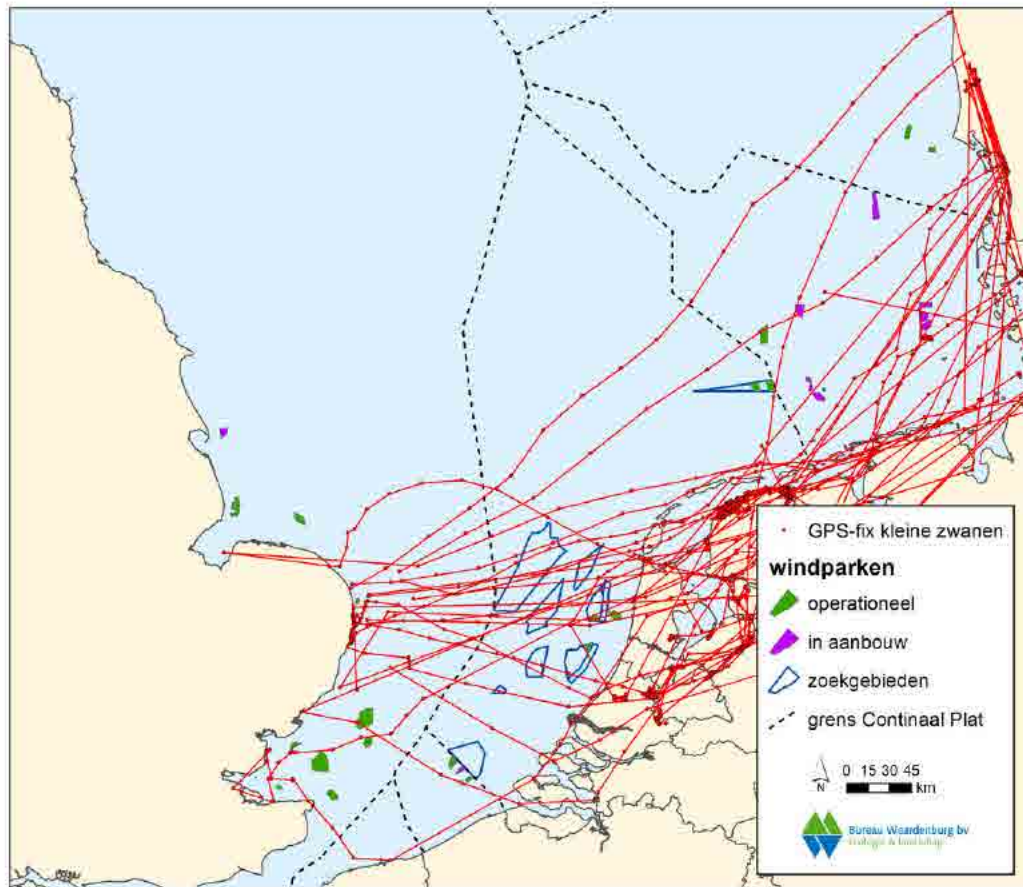 GPS-fix kleine zwanen
windparken
operationeel
in aanbouw
zoekgebieden
grens Continaal Plat
N
0 15 30 45
km
Bureau Waardenburg bv